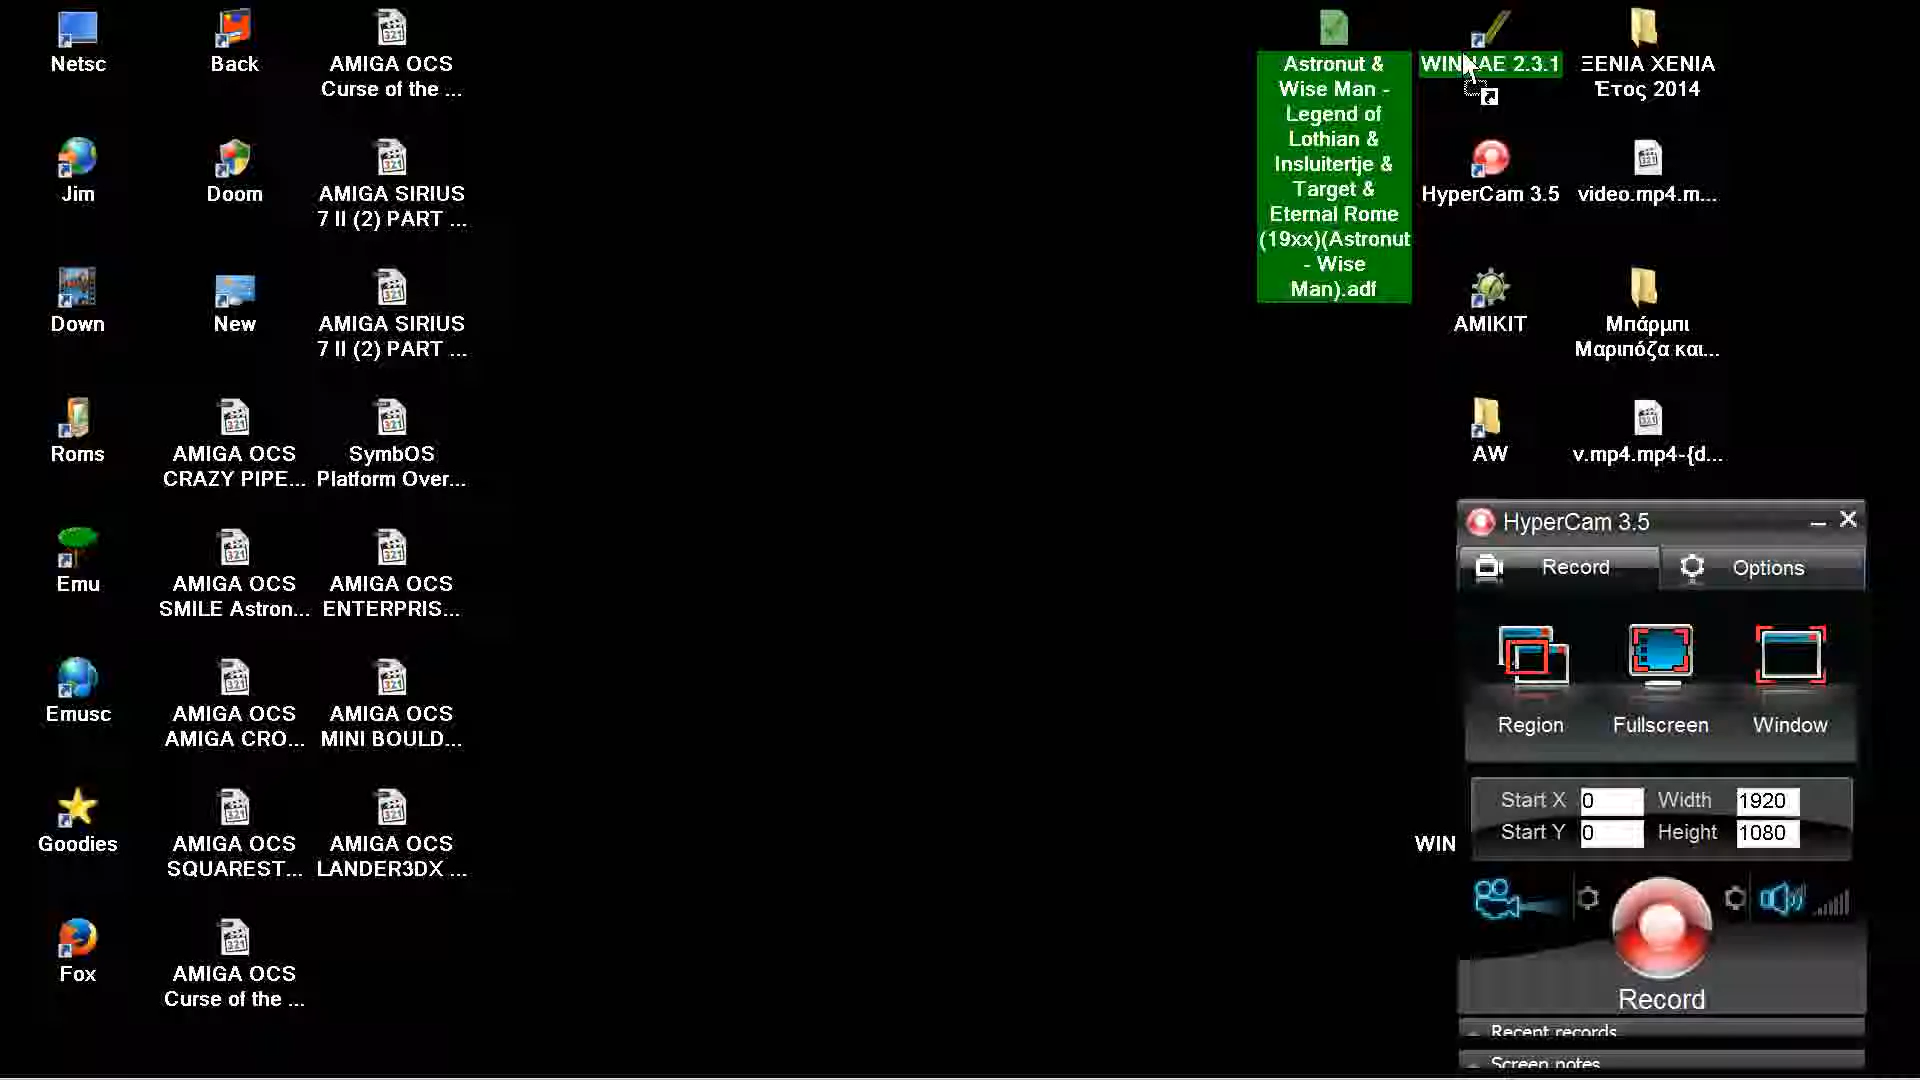 Netsc
Back
AMIGA OCS
Curse of the ...
Astronut &
Wise Man -
Legend of
Lothian &
Insluitertje &
Target &
Eternal Rome
(19xx)(Astronut
- Wise
Man).adf
2.3.1
ΞΕΝΙΑ XENIA
Έτος 2014
Jim
Doom
AMIGA SIRIUS
7 II (2) PART ...
HyperCam 3.5
video.mp4.m...
Down
New
AMIGA SIRIUS
7 II (2) PART ...
AMIKIT
Μπάρμπι
Μαριπόζα και...
Roms
AMIGA OCS
CRAZY PIPE...
SymbOS
Platform Over...
AW
v.mp4.mp4-{d...
Emu
AMIGA OCS
SMILE Astron...
AMIGA OCS
ENTERPRIS...
Emusc
AMIGA OCS
AMIGA CRO...
AMIGA OCS
MINI BOULD...
Goodies
AMIGA OCS
SQUAREST...
AMIGA OCS
LANDER3DX ...
WIN
Fox
AMIGA OCS
Curse of the ...
HyperCam 3.5
Record
Options
Region
Fullscreen
Window
Start X 0 Width 1920
Start Y 0 Height 1080
Record
Recent records
Screen notes